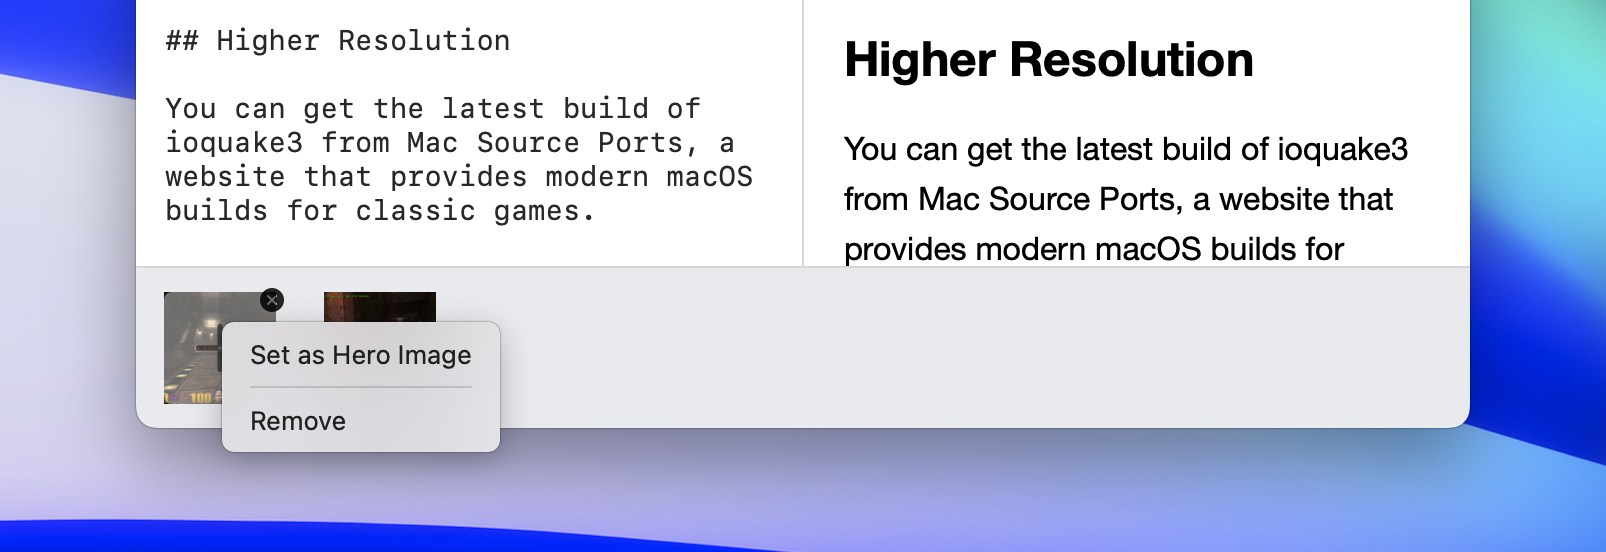 ## Higher Resolution
You can get the latest build of
ioquake3 from Mac Source Ports, a
website that provides modern macOS
builds for classic games.
Higher Resolution
You can get the latest build of ioquake3
from Mac Source Ports, a website that
provides modern macOS builds for
Set as Hero Image
Remove
100